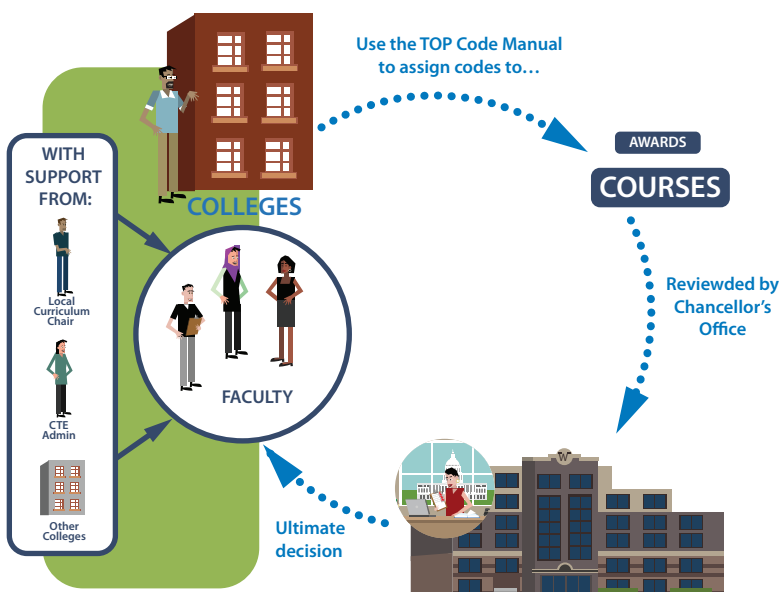 Use the TOP Code Manual
to assign codes to…
AWARDS
COURSES
WITH
SUPPORT
FROM:
COLLEGES
Local
Curriculum
Chair
CTE
Admin
Other
Colleges
FACULTY
Reviewded by
Chancellor’s
Office
Ultimate
decision
W